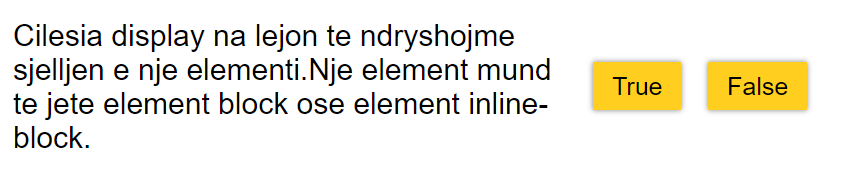 Cilesia display na lejon te ndryshojme
sjelljen e nje elementi.Nje element mund
te jete element block ose element inline-
block.
True
False